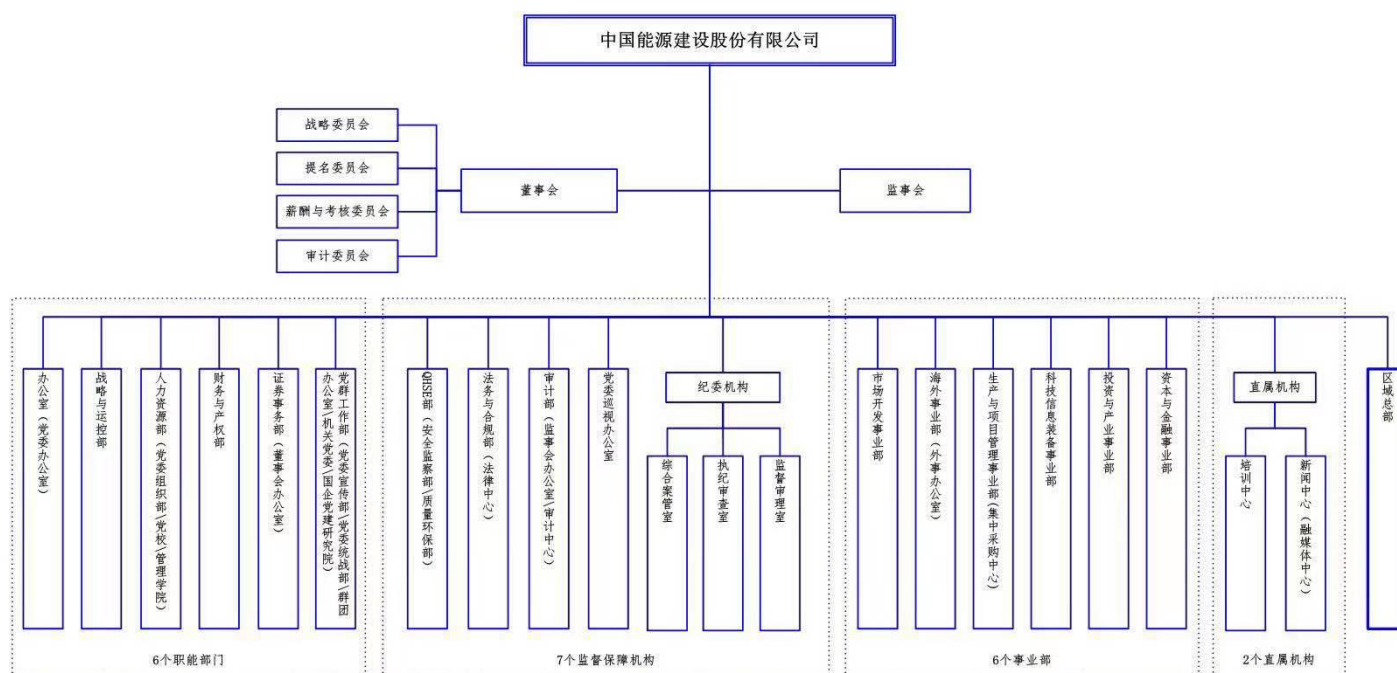 中国能源建设股份有限公司
战略委员会
提名委员会
薪酬与考核委员会
审计委员会
董事会
监事会
办公室（党委办公室）
战略与运控部
人力资源部（党委组织部\党校\管理学院）
财务与产权部
证券事务部（董事会办公室）
党群工作部（党委宣传部\党委统战部\群团
办公室\机关党委\国企党建研究院）
QHSE部（安全监察部\质量环保部）
法务与合规部（法律中心）
审计部（监事会办公室\审计中心）
党委巡视办公室
纪委机构
综合案管室
执纪审查室
监督审理室
市场开发事业部
海外事业部（外事办公室）
生产与项目管理事业部(集中采购中心)
科技信息装备事业部
投资与产业事业部
资本与金融事业部
直属机构
培训中心
新闻中心（融媒体中心）
区域总部
6个职能部门
7个监督保障机构
6个事业部
2个直属机构